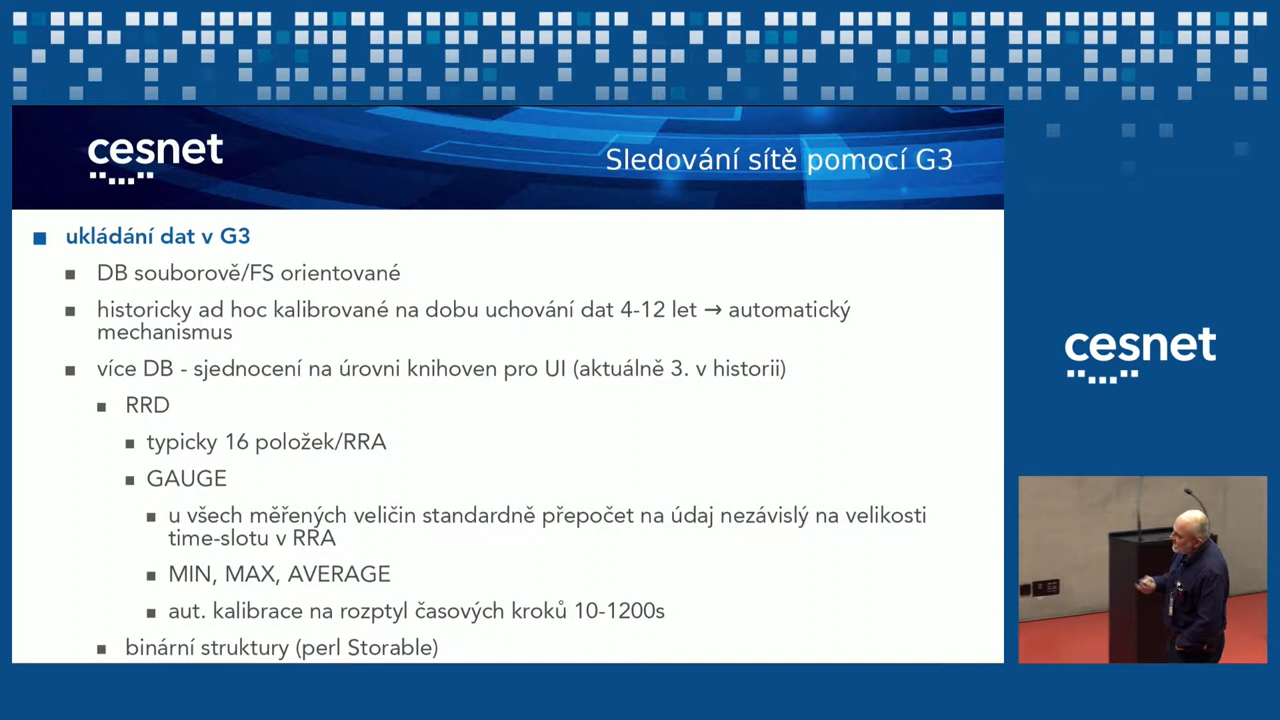 cesnet
Sledování sítě pomocí G3
ukládání dat v G3
DB souborově/FS orientované
historicky ad hoc kalibrované na dobu uchování dat 4-12 let → automatický
mechanismus
více DB - sjednocení na úrovni knihoven pro UI (aktuálně 3. v historii)
RRD
typicky 16 položek/RRA
GAUGE
u všech měřených veličin standardně přepočet na údaj nezávislý na velikosti
time-slotu v RRA
MIN, MAX, AVERAGE
aut. kalibrace na rozptyl časových kroků 10-1200s
binární struktury (perl Storable)
cesnet